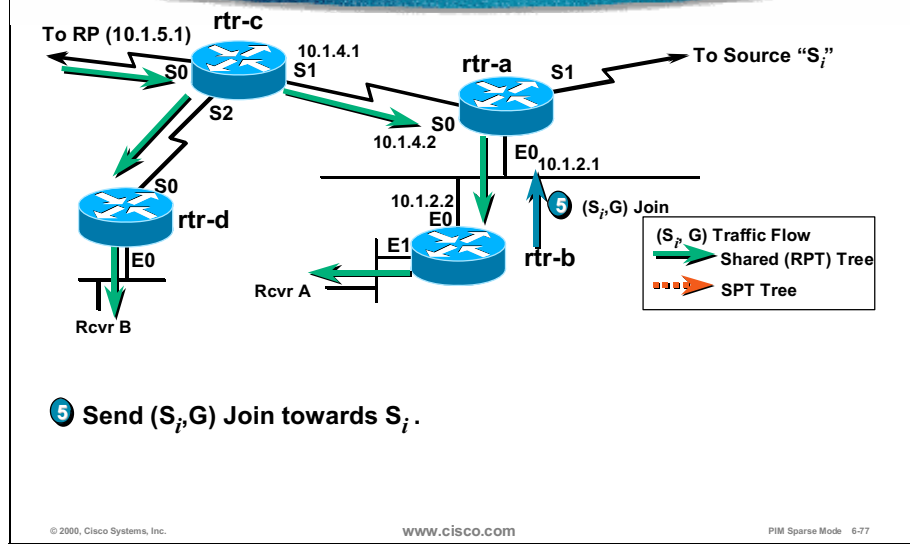 rtr-c
To RP (10.1.5.1)
10.1.4.1
S0
S1
S2
rtr-a
S1
To Source “Si”
S0
10.1.4.2
E0
10.1.2.1
S0
rtr-d
E0
Rcvr B
10.1.2.2
E0
5 (Si,G) Join
E1
rtr-b
Rcvr A
(Si, G) Traffic Flow
Shared (RPT) Tree
SPT Tree
5 Send (Si,G) Join towards Si .
© 2000, Cisco Systems, Inc.
www.cisco.com
PIM Sparse Mode 6-77